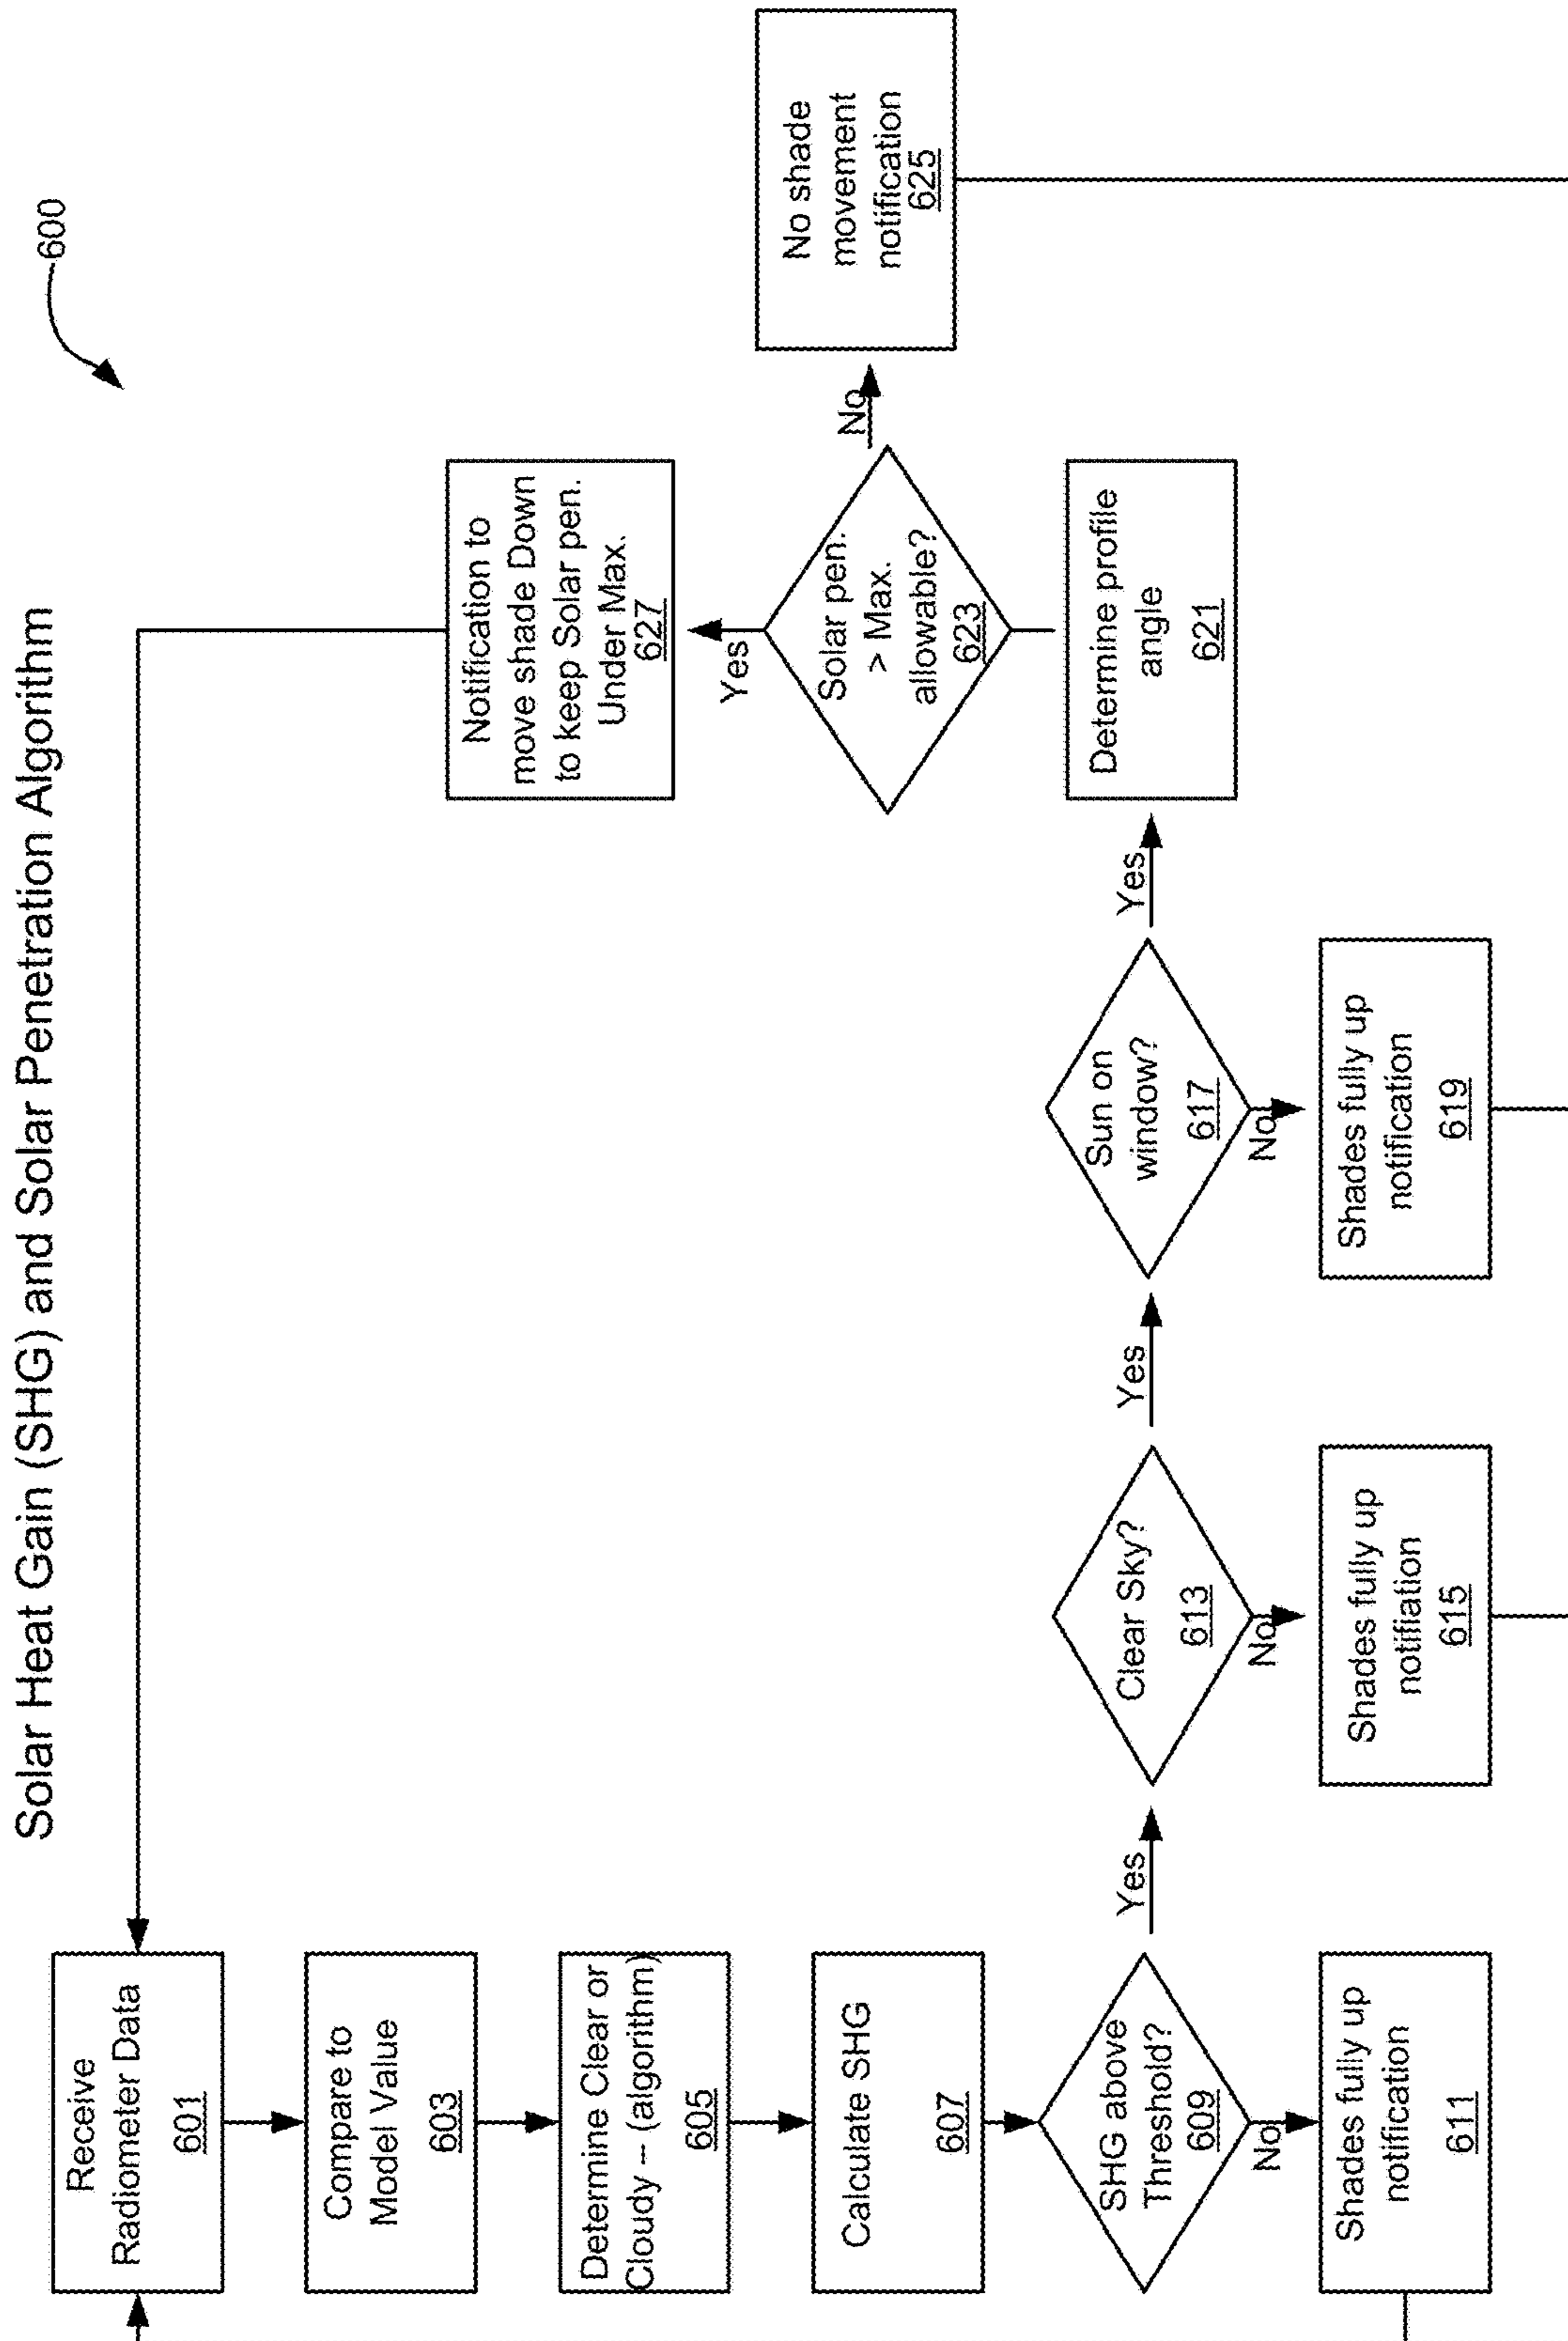 Solar Heat Gain (SHG) and Solar Penetration Algorithm
600
Receive
Radiometer Data
601
Compare to
Model Value
603
Determine Clear or
Cloudy -- (algorithm)
605
Calculate SHG
607
SHG above
Threshold?
609
No
Shades fully up
notification
611
Yes
Clear Sky?
613
No
Shades fully up
notifiation
615
Yes
Sun on
window?
617
No
Shades fully up
notification
619
Yes
Determine profile
angle
621
Solar pen.
> Max.
allowable?
623
Yes
Notification to
move shade Down
to keep Solar pen.
Under Max.
627
No
No shade
movement
notification
625